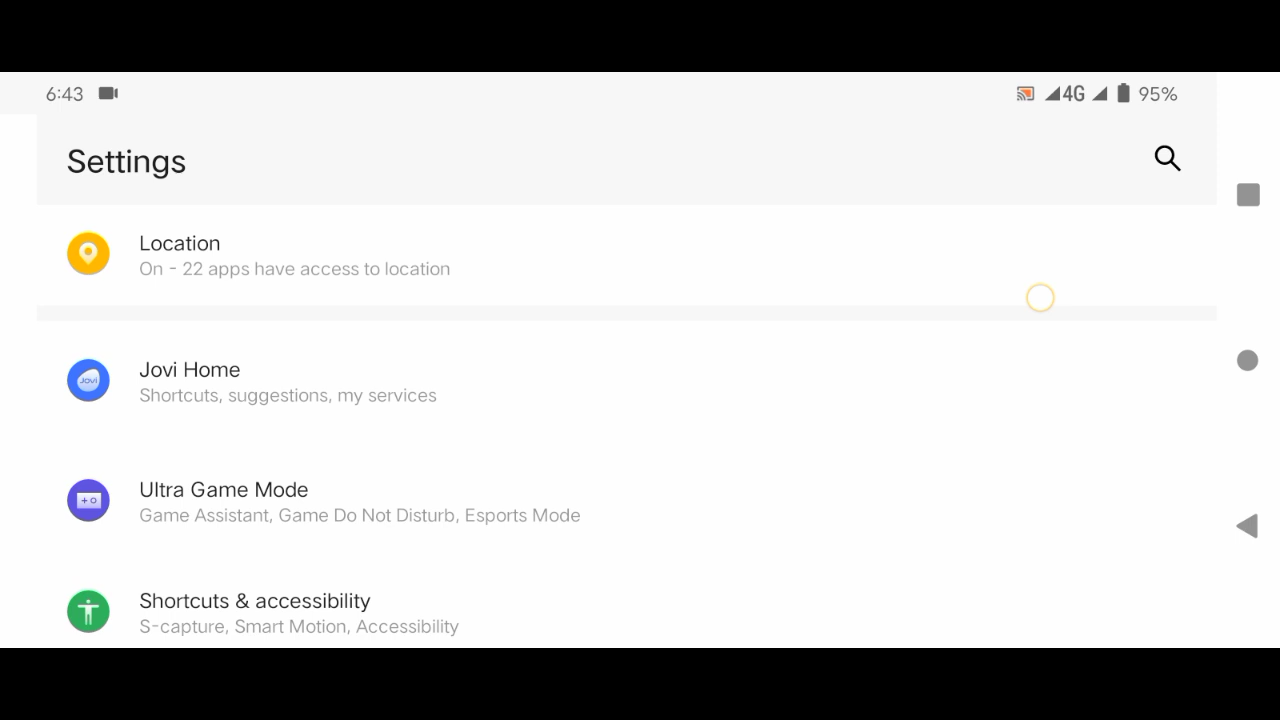 6:43 4G 95%
Settings
Location
On - 22 apps have access to location
Jovi Home
Shortcuts, suggestions, my services
Ultra Game Mode
Game Assistant, Game Do Not Disturb, Esports Mode
Shortcuts & accessibility
S-capture, Smart Motion, Accessibility
JOVI